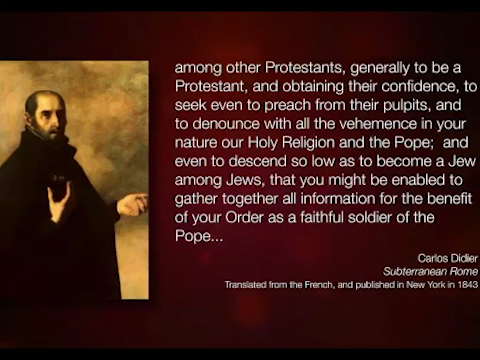 among other Protestants, generally to be a
Protestant, and obtaining their confidence, to
seek even to preach from their pulpits, and
to denounce with all the vehemence in your
nature our Holy Religion and the Pope; and
even to descend so low as to become a Jew
among Jews, that you might be enabled to
gather together all information for the benefit
of your Order as a faithful soldier of the
Pope...
Carlos Didier
Subterranean Rome
Translated from the French, and published in New York in 1843